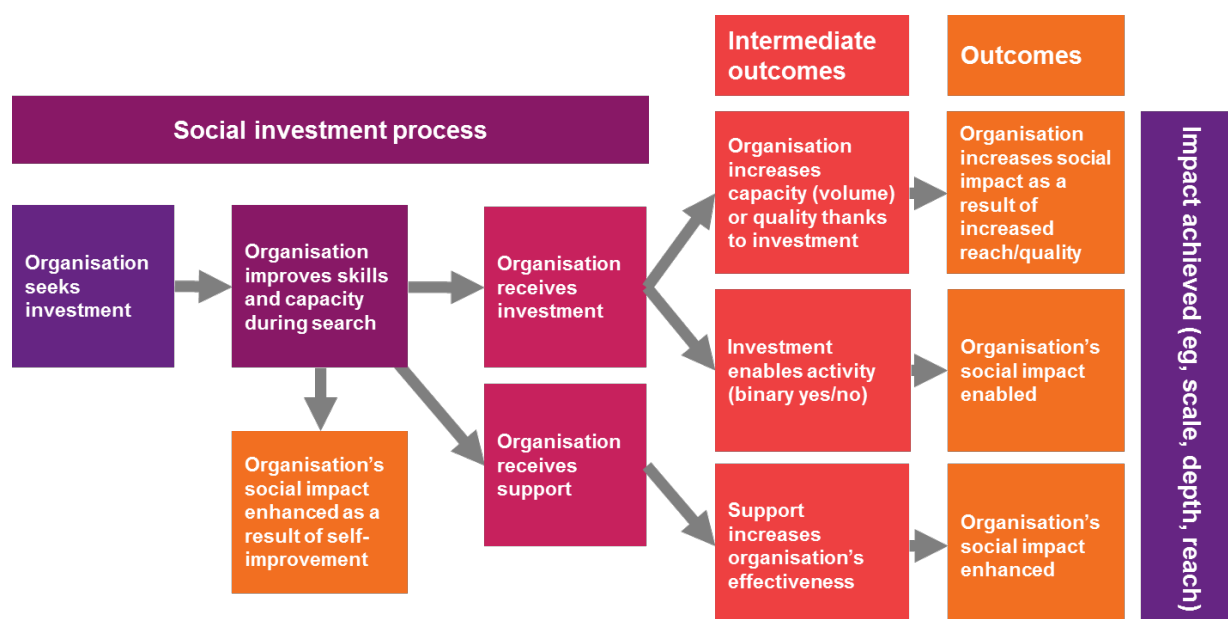 Intermediate
outcomes
Outcomes
Social investment process
Organisation
seeks
investment
Organisation
improves skills
and capacity
during search
Organisation’s
social impact
enhanced as a
result of self-
improvement
Organisation
receives
investment
Organisation
receives
support
Organisation
increases
capacity (volume)
or quality thanks
to investment
Investment
enables activity
(binary yes/no)
Support
increases
organisation’s
effectiveness
Organisation
increases social
impact as a
result of
increased
reach/quality
Organisation’s
social impact
enabled
Organisation’s
social impact
enhanced
Impact achieved (eg, scale, depth, reach)